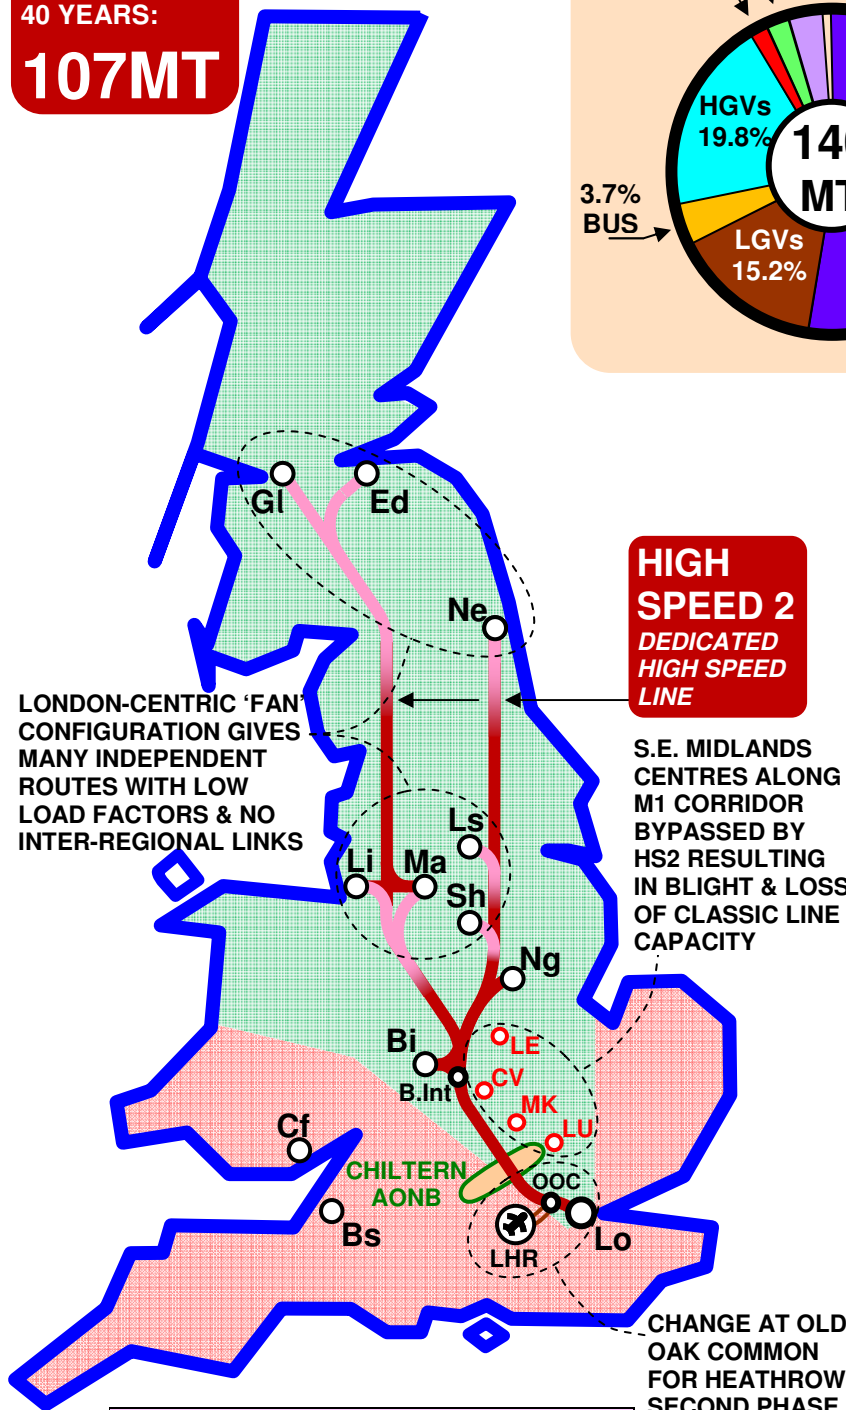 40 YEARS:
107MT
HGVs
19.8%
3.7%
BUS
LGVs
15.2%
Gl
Ed
Ne
HIGH
SPEED 2
DEDICATED
HIGH SPEED
LINE
LONDON-CENTRIC ‘FAN’
CONFIGURATION GIVES
MANY INDEPENDENT
ROUTES WITH LOW
LOAD FACTORS & NO
INTER-REGIONAL LINKS
S.E. MIDLANDS
CENTRES ALONG
M1 CORRIDOR
BYPASSED BY
HS2 RESULTING
IN BLIGHT & LOSS
OF CLASSIC LINE
CAPACITY
Ls
Li
Ma
Sh
Ng
Bi
B.Int
LE
CV
MK
LU
Cf
CHILTERN
AONB
OOC
Bs
LHR
Lo
CHANGE AT OLD
OAK COMMON
FOR HEATHROW
SECOND PHASE